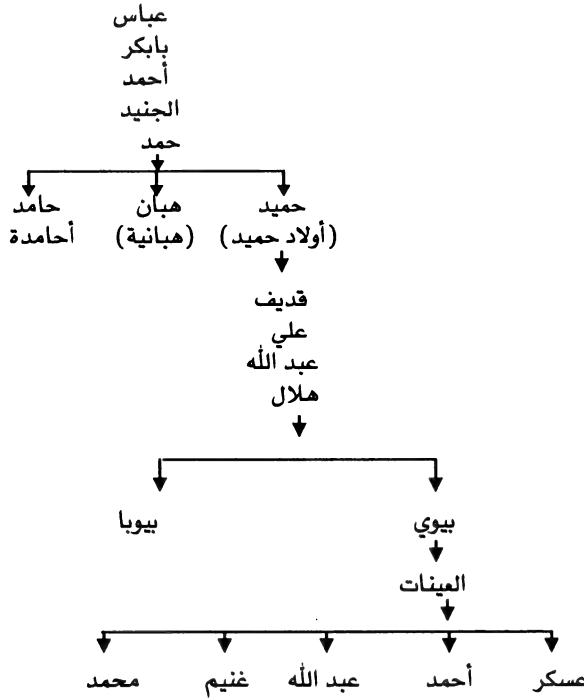 عباس
بابكر
أحمد
الجنيد
حمد
حميد هبان حامد
(أولاد حميد) (هبانية) أحامدة
قديف
علي
عبد الله
هلال
بيوي بيوبا
العينات
عسكر أحمد عبد الله غنيم محمد